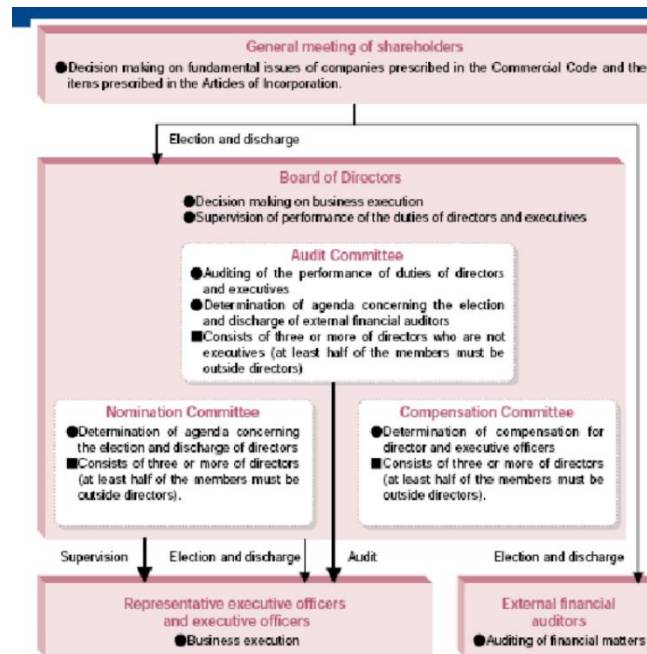 General meeting of shareholders
●Decision making on fundamental issues of companies prescribed in the Commercial Code and the
items prescribed in the Articles of Incorporation.
Election and discharge
Board of Directors
●Decision making on business execution
●Supervision of performance of the duties of directors and executives
Audit Committee
●Auditing of the performance of duties of directors
and executives
●Determination of agenda concerning the election
and discharge of external financial auditors
■Consists of three or more of directors who are not
executives (at least half of the members must be
outside directors)
Nomination Committee
●Determination of agenda concerning
the election and discharge of directors
■Consists of three or more of directors
(at least half of the members must be
outside directors).
Compensation Committee
●Determination of compensation for
director and executive officers
■Consists of three or more of directors
(at least half of the members must be
outside directors).
Supervision
Election and discharge
Audit
Election and discharge
Representative executive officers
and executive officers
●Business execution
External financial
auditors
●Auditing of financial matters